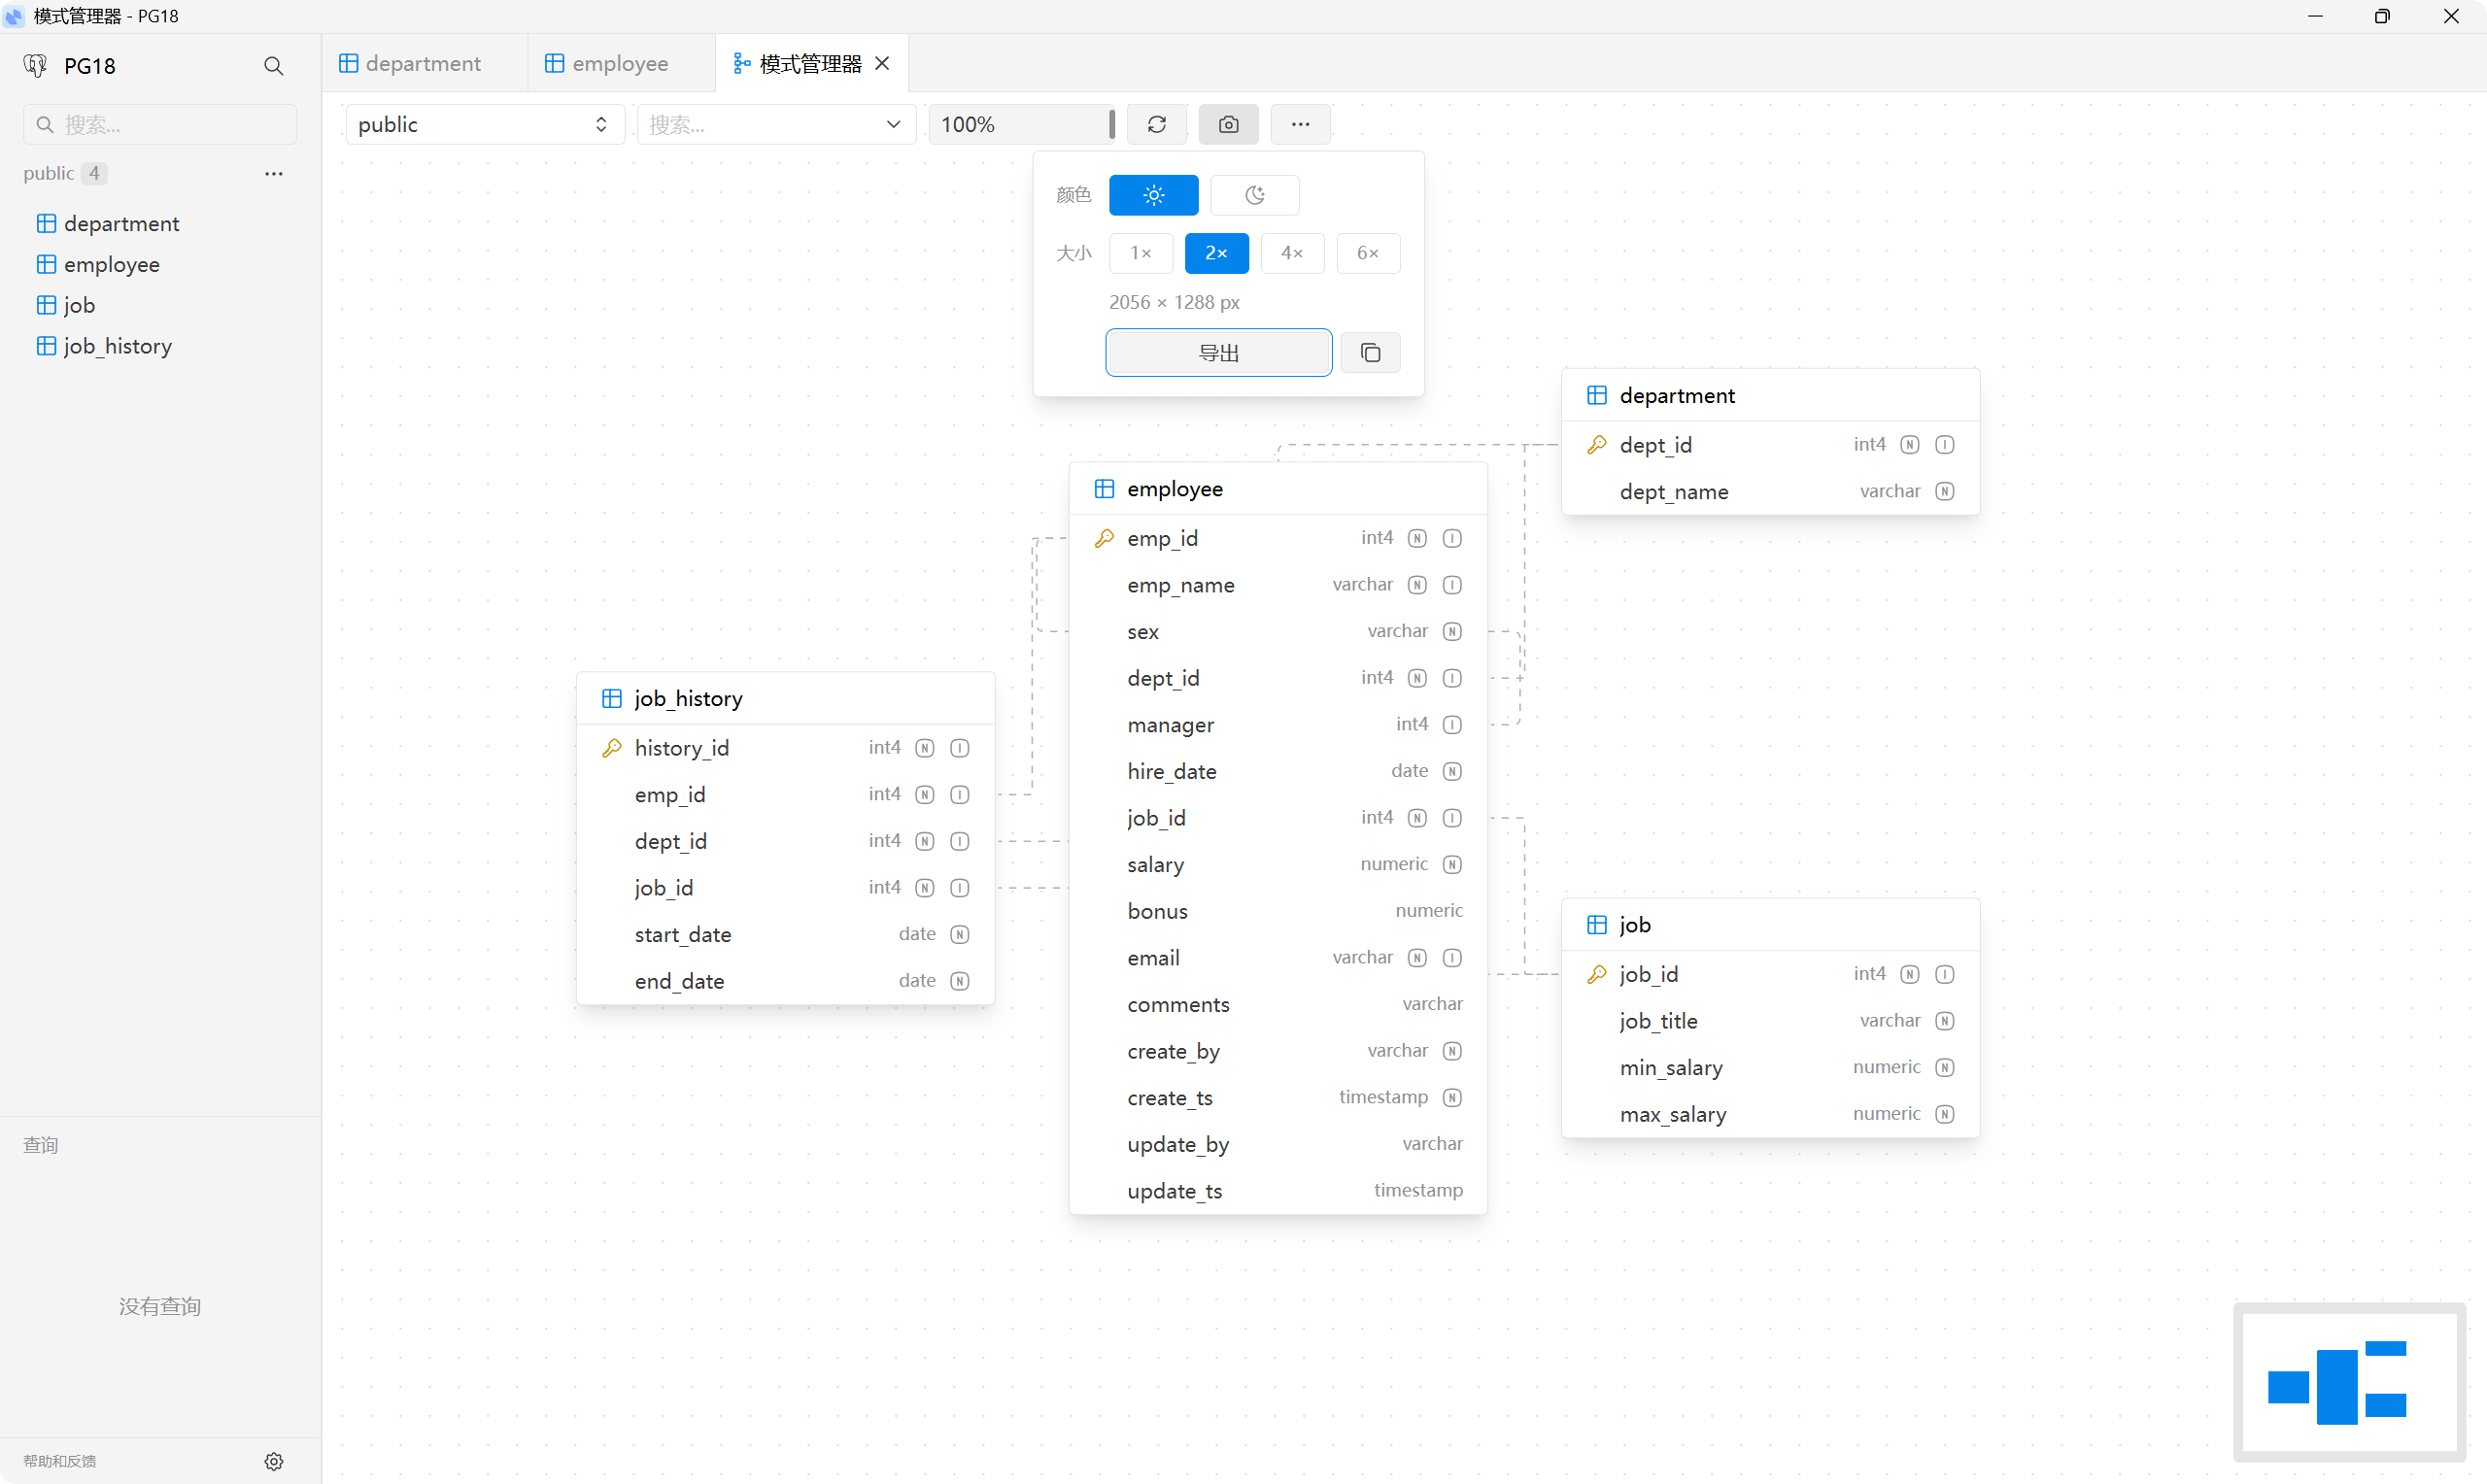 模式管理器 - PG18
PG18
搜索...
public 4
department
employee
job
job_history
查询
没有查询
帮助和反馈
department
employee
模式管理器
public
搜索...
100%
颜色
大小
1×
2×
4×
6×
2056 × 1288 px
导出
job_history
history_id int4 N I
emp_id int4 N I
dept_id int4 N I
job_id int4 N I
start_date date N
end_date date N
employee
emp_id int4 N I
emp_name varchar N I
sex varchar N
dept_id int4 N I
manager int4 I
hire_date date N
job_id int4 N I
salary numeric N
bonus numeric
email varchar N I
comments varchar
create_by varchar N
create_ts timestamp N
update_by varchar
update_ts timestamp
department
dept_id int4 N I
dept_name varchar N
job
job_id int4 N I
job_title varchar N
min_salary numeric N
max_salary numeric N